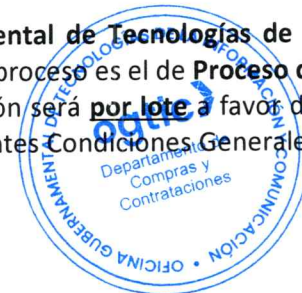 ental de Tecnologías de
proceso es el de Proceso d
ón será por lote a favor d
ntes Condiciones Generale
OFICINA GUBERNAMENTAL DE TECNOLOGÍAS DE LA INFORMACIÓN Y COMUNICACIÓN
ogtic
Departamento de
Compras y
Contrataciones